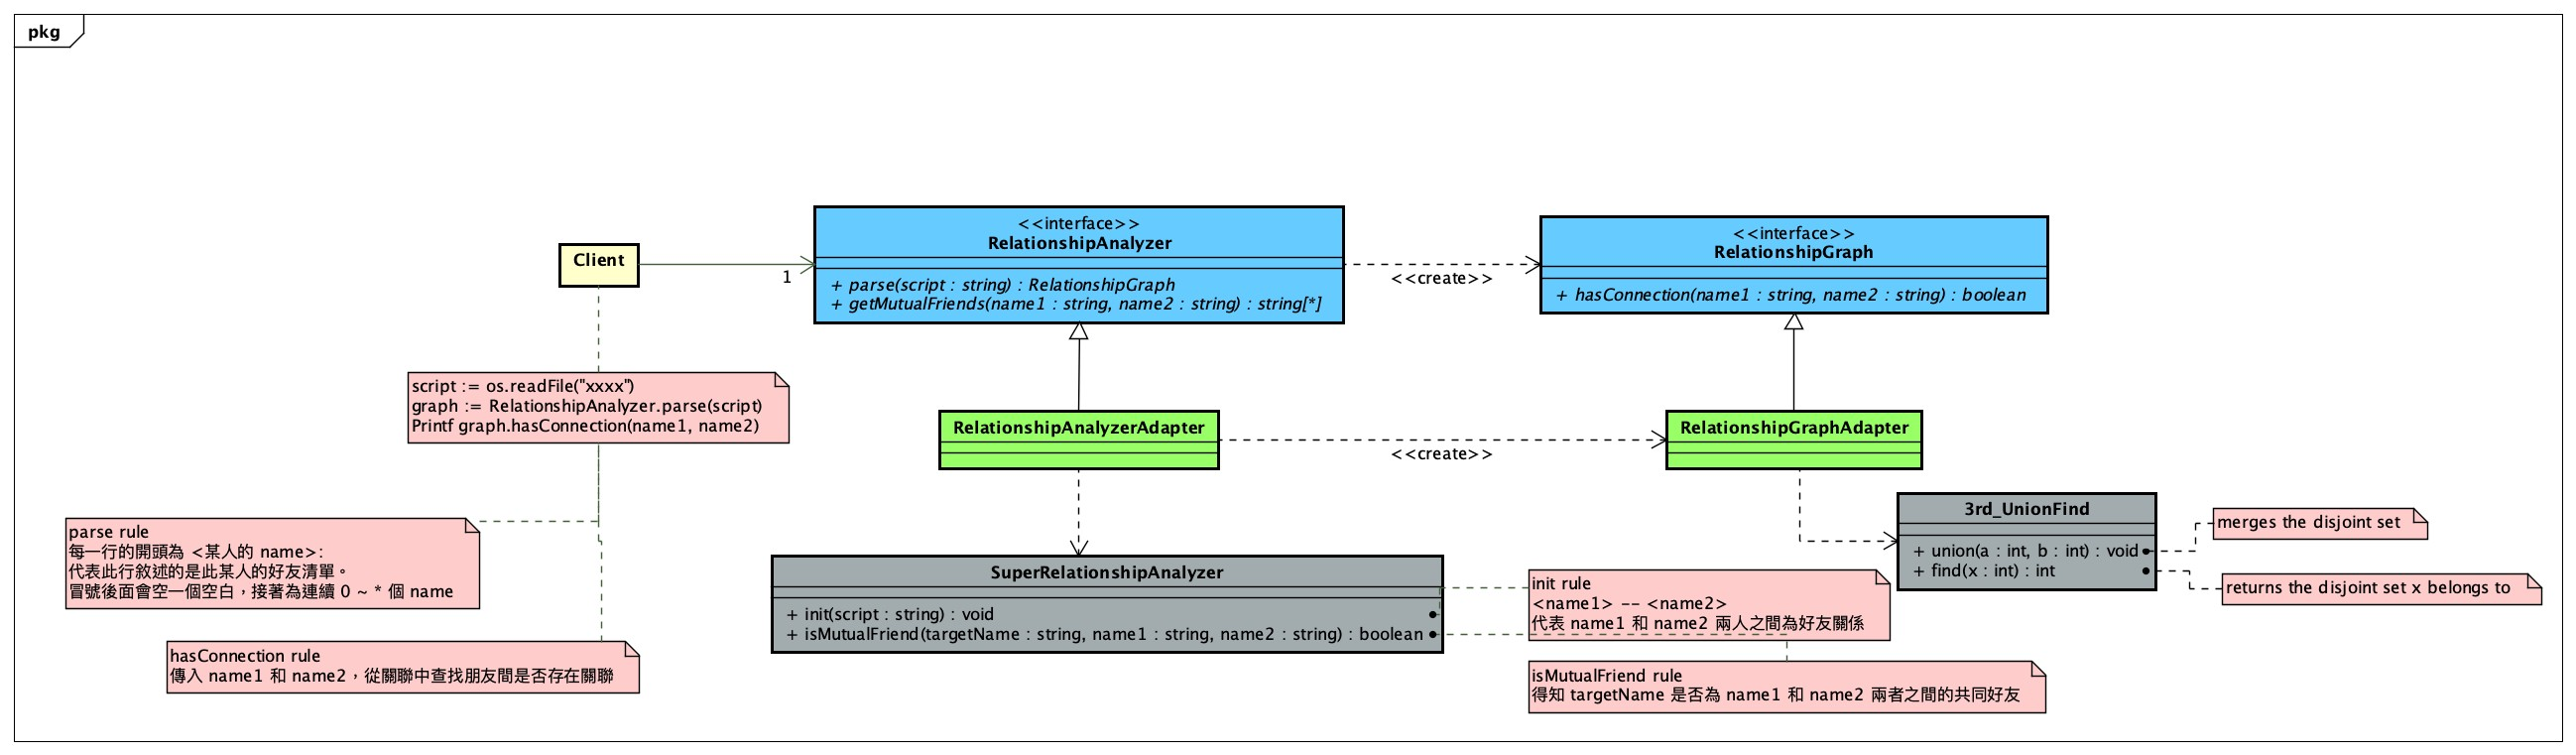 pkg
<<interface>>
RelationshipAnalyzer
+ parse(script : string) : RelationshipGraph
+ getMutualFriends(name1 : string, name2 : string) : string[*]
<<interface>>
RelationshipGraph
+ hasConnection(name1 : string, name2 : string) : boolean
Client
1
<<create>>
script := os.readFile("xxxx")
graph := RelationshipAnalyzer.parse(script)
Printf graph.hasConnection(name1, name2)
RelationshipAnalyzerAdapter
<<create>>
RelationshipGraphAdapter
parse rule
每一行的開頭為 <某人的 name>:
代表此行敘述的是此某人的好友清單。
冒號後面會空一個空白，接著為連續 0 ~ * 個 name
3rd_UnionFind
+ union(a : int, b : int) : void
+ find(x : int) : int
merges the disjoint set
returns the disjoint set x belongs to
SuperRelationshipAnalyzer
+ init(script : string) : void
+ isMutualFriend(targetName : string, name1 : string, name2 : string) : boolean
init rule
<name1> -- <name2>
代表 name1 和 name2 兩人之間為好友關係
hasConnection rule
傳入 name1 和 name2，從關聯中查找朋友間是否存在關聯
isMutualFriend rule
得知 targetName 是否為 name1 和 name2 兩者之間的共同好友